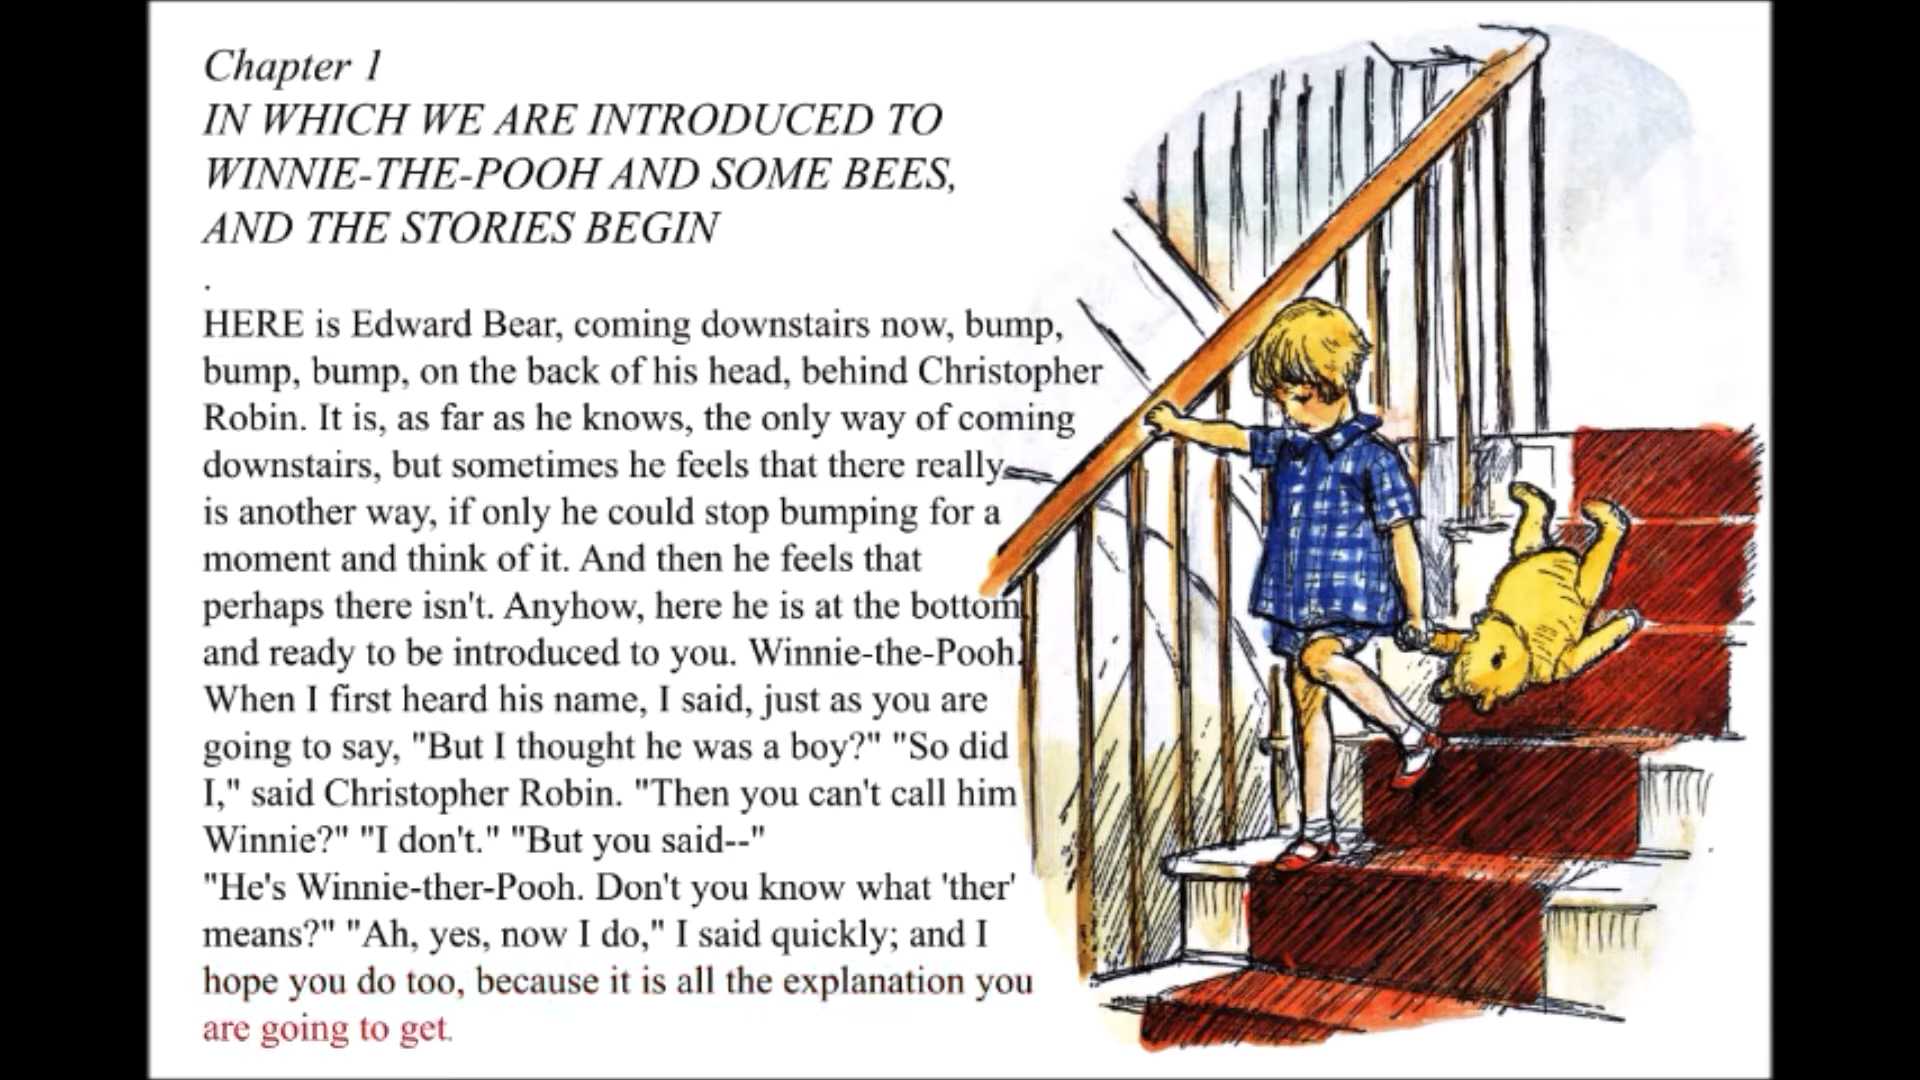 Chapter 1
IN WHICH WE ARE INTRODUCED TO
WINNIE-THE-POOH AND SOME BEES,
AND THE STORIES BEGIN
.
HERE is Edward Bear, coming downstairs now, bump,
bump, bump, on the back of his head, behind Christopher
Robin. It is, as far as he knows, the only way of coming
downstairs, but sometimes he feels that there really
is another way, if only he could stop bumping for a
moment and think of it. And then he feels that
perhaps there isn't. Anyhow, here he is at the bottom,
and ready to be introduced to you. Winnie-the-Pooh.
When I first heard his name, I said, just as you are
going to say, "But I thought he was a boy?" "So did
I," said Christopher Robin. "Then you can't call him
Winnie?" "I don't." "But you said--"
"He's Winnie-ther-Pooh. Don't you know what 'ther'
means?" "Ah, yes, now I do," I said quickly; and I
hope you do too, because it is all the explanation you
are going to get.